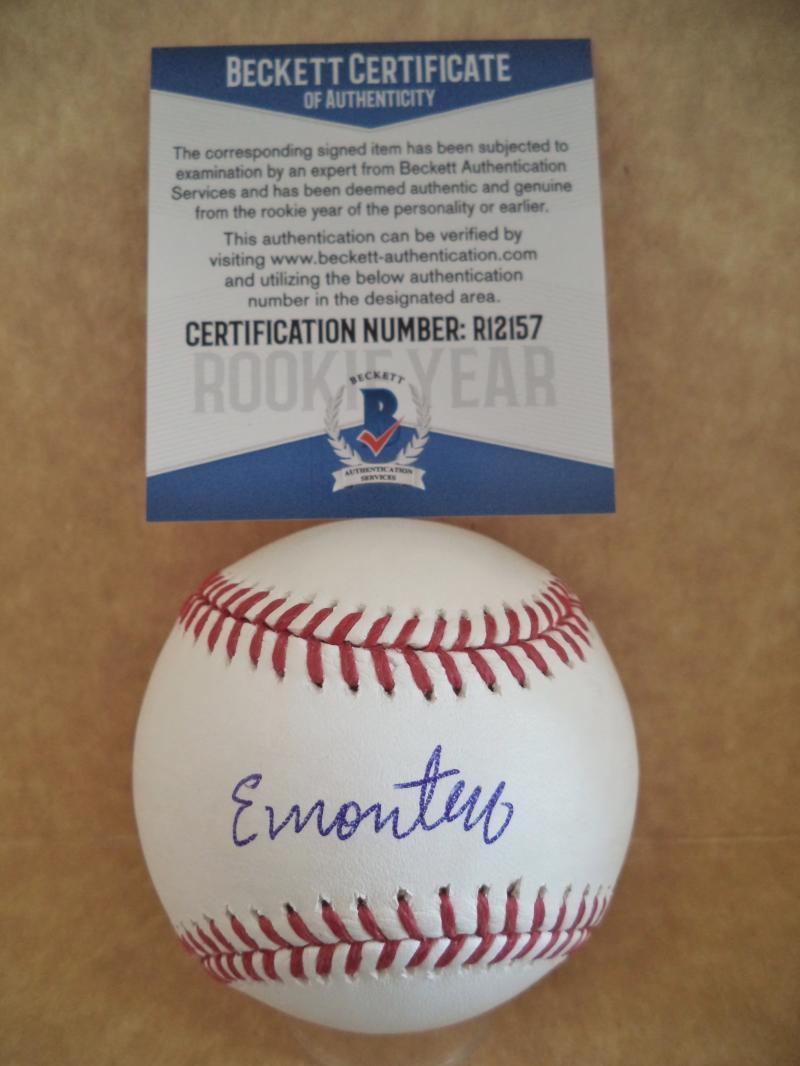 BECKETT CERTIFICATE
OF AUTHENTICITY
The corresponding signed item has been subjected to
examination by an expert from Beckett Authentication
Services and has been deemed authentic and genuine
from the rookie year of the personality or earlier.
This authentication can be verified by
visiting www.beckett-authentication.com
and utilizing the below authentication
number in the designated area.
CERTIFICATION NUMBER: R12157
ROOKIE YEAR
BECKETT
B
AUTHENTICATION
SERVICES
Emontero